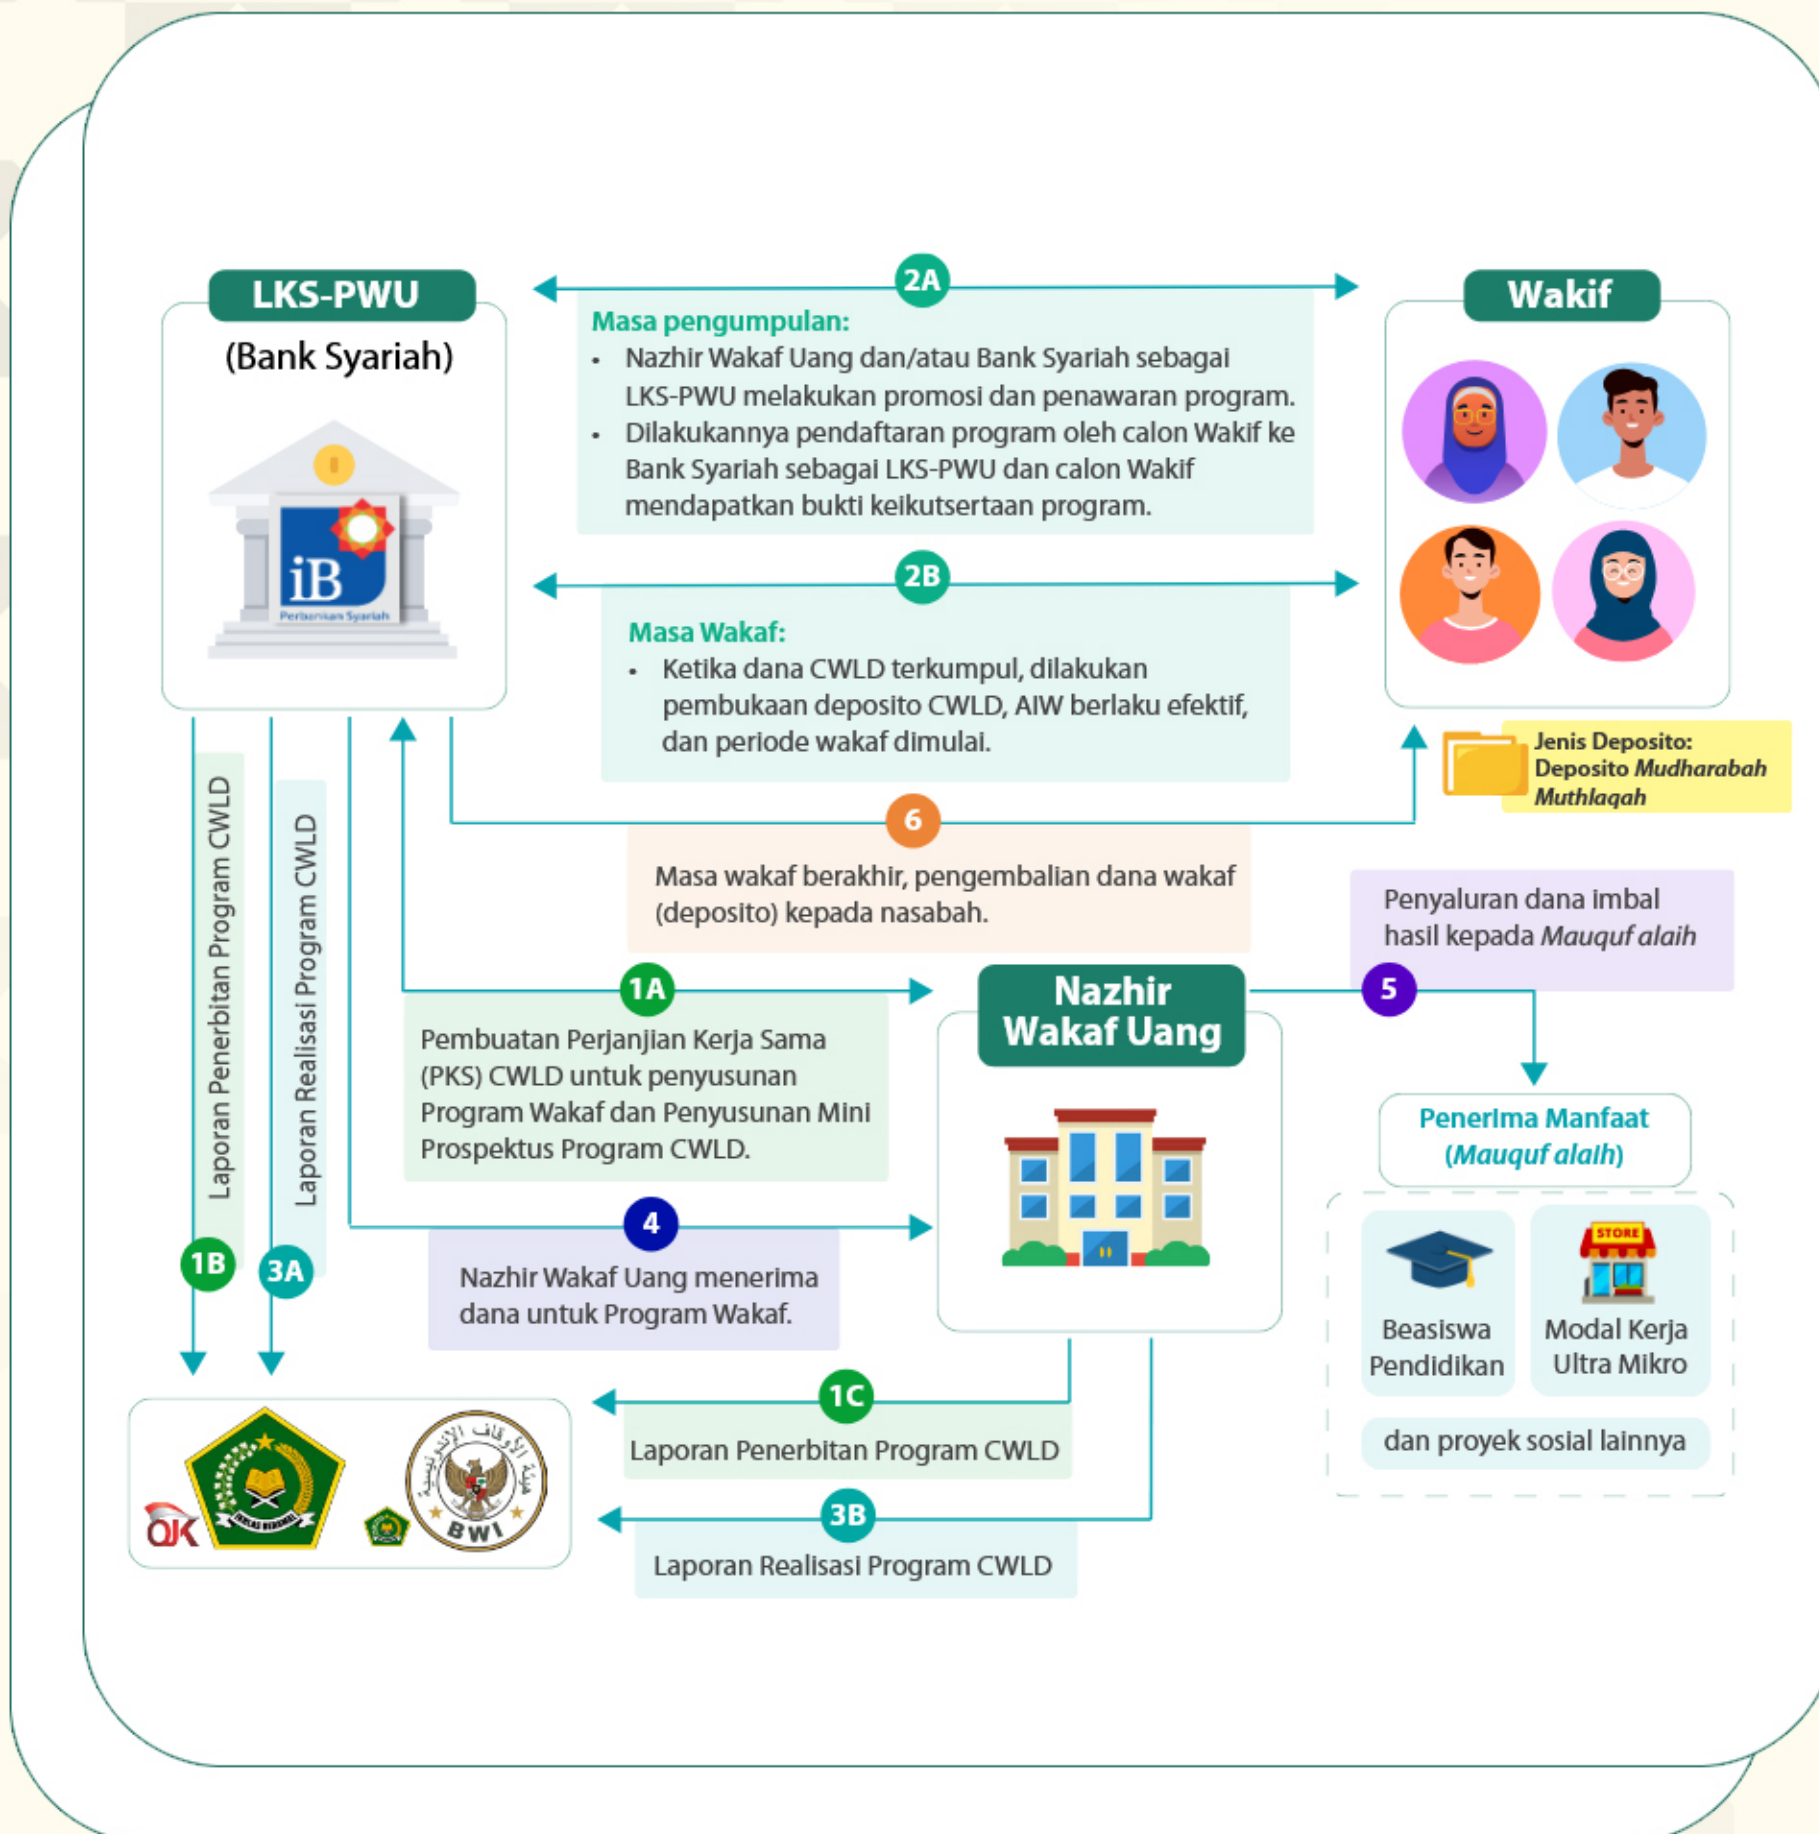 LKS-PWU
(Bank Syariah)
iB
Perbankan Syariah
2A
Masa pengumpulan:
• Nazhir Wakaf Uang dan/atau Bank Syariah sebagai
LKS-PWU melakukan promosi dan penawaran program.
• Dilakukannya pendaftaran program oleh calon Wakif ke
Bank Syariah sebagai LKS-PWU dan calon Wakif
mendapatkan bukti keikutsertaan program.
Wakif
2B
Masa Wakaf:
• Ketika dana CWLD terkumpul, dilakukan
pembukaan deposito CWLD, AIW berlaku efektif,
dan periode wakaf dimulai.
Jenis Deposito:
Deposito Mudharabah
Muthlaqah
6
Masa wakaf berakhir, pengembalian dana wakaf
(deposito) kepada nasabah.
Laporan Penerbitan Program CWLD
1B
Laporan Realisasi Program CWLD
3A
1A
Pembuatan Perjanjian Kerja Sama
(PKS) CWLD untuk penyusunan
Program Wakaf dan Penyusunan Mini
Prospektus Program CWLD.
Nazhir
Wakaf Uang
Penyaluran dana imbal
hasil kepada Mauquf alaih
5
4
Nazhir Wakaf Uang menerima
dana untuk Program Wakaf.
Penerima Manfaat
(Mauquf alaih)
STORE
Beasiswa
Pendidikan
Modal Kerja
Ultra Mikro
dan proyek sosial lainnya
1C
Laporan Penerbitan Program CWLD
3B
Laporan Realisasi Program CWLD
OJK
IKHLAS BERAMAL
هيئة الأوقاف الإندونيسية
BWI